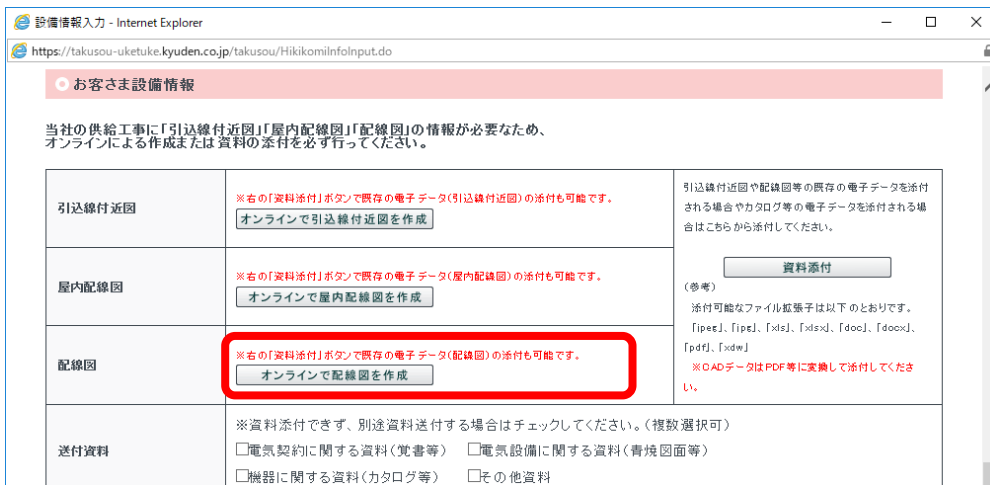 設備情報入力 - Internet Explorer
https://takusou-uketuke.kyuden.co.jp/takusou/HikikomiInfoInput.do
お客さま設備情報
当社の供給工事に「引込線付近図」「屋内配線図」「配線図」の情報が必要なため、
オンラインによる作成または資料の添付を必ず行ってください。
引込線付近図
※右の「資料添付」ボタンで既存の電子データ(引込線付近図)の添付も可能です。
オンラインで引込線付近図を作成
屋内配線図
※右の「資料添付」ボタンで既存の電子データ(屋内配線図)の添付も可能です。
オンラインで屋内配線図を作成
配線図
※右の「資料添付」ボタンで既存の電子データ(配線図)の添付も可能です。
オンラインで配線図を作成
引込線付近図や配線図等の既存の電子データを添付
される場合やカタログ等の電子データを添付される場
合はこちらから添付してください。
資料添付
(参考)
添付可能なファイル拡張子は以下のとおりです。
「jpeg」、「jpg」、「xls」、「xlsx」、「doc」、「docx」、
「pdf」、「xdw」
※CADデータはPDF等に変換して添付してくださ
い。
送付資料
※資料添付できず、別途資料送付する場合はチェックしてください。(複数選択可)
□電気契約に関する資料(覚書等) □電気設備に関する資料(青焼図面等)
□機器に関する資料(カタログ等) □その他資料